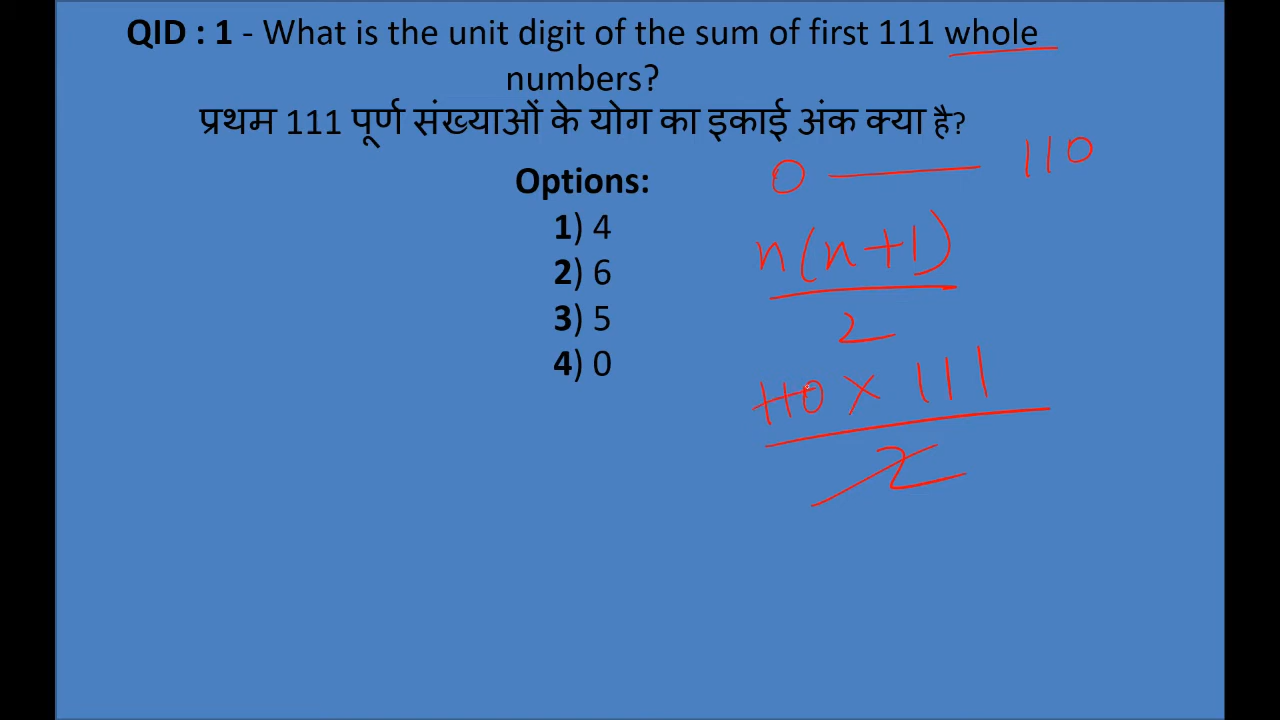 QID : 1 - What is the unit digit of the sum of first 111 whole
numbers?
प्रथम 111 पूर्ण संख्याओं के योग का इकाई अंक क्या है?
0 ——— 110
Options:
1) 4
n(n+1)
2) 6
3) 5
2
4) 0
110 × 111
2